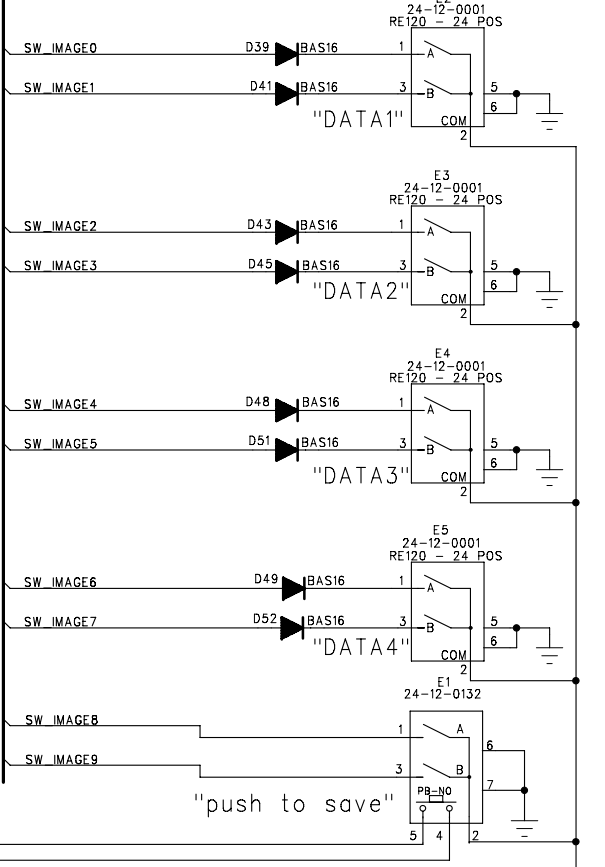 E2
24-12-0001
RE120 - 24 POS
SW_IMAGE0 D39 BAS16 1 A
SW_IMAGE1 D41 BAS16 3 B 5
6
"DATA1" COM
2
E3
24-12-0001
RE120 - 24 POS
SW_IMAGE2 D43 BAS16 1 A
SW_IMAGE3 D45 BAS16 3 B 5
6
"DATA2" COM
2
E4
24-12-0001
RE120 - 24 POS
SW_IMAGE4 D48 BAS16 1 A
SW_IMAGE5 D51 BAS16 3 B 5
6
"DATA3" COM
2
E5
24-12-0001
RE120 - 24 POS
SW_IMAGE6 D49 BAS16 1 A
SW_IMAGE7 D52 BAS16 3 B 5
6
"DATA4" COM
2
E1
24-12-0132
SW_IMAGE8 1 A
6
SW_IMAGE9 3 B
7
PB-NO
"push to save"
5 4 2